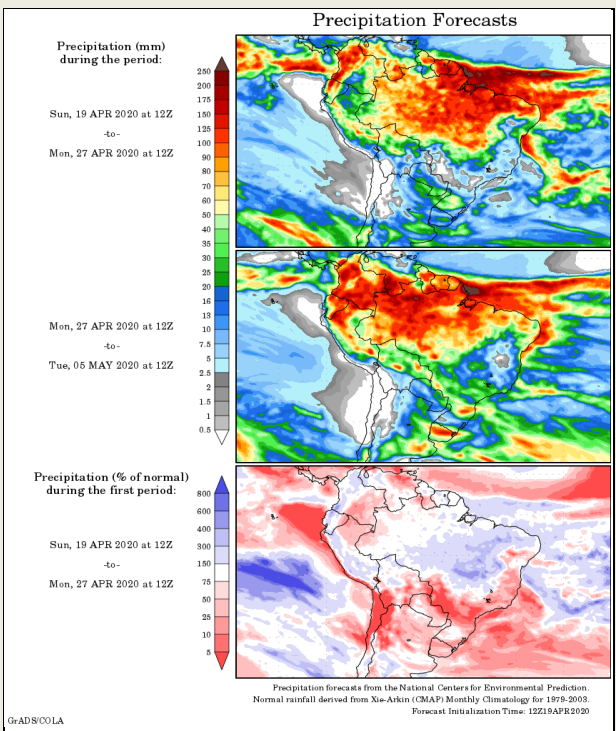 Precipitation Forecasts
Precipitation (mm)
during the period:
Sun, 19 APR 2020 at 12Z
-to-
Mon, 27 APR 2020 at 12Z
250
200
175
150
125
100
90
80
70
60
50
40
35
30
25
20
16
13
10
7.5
5
2.5
2
1.5
1
0.5
Mon, 27 APR 2020 at 12Z
-to-
Tue, 05 MAY 2020 at 12Z
Precipitation (% of normal)
during the first period:
Sun, 19 APR 2020 at 12Z
-to-
Mon, 27 APR 2020 at 12Z
800
600
400
300
150
75
50
25
10
5
Precipitation forecasts from the National Centers for Environmental Prediction.
Normal rainfall derived from Xie-Arkin (CMAP) Monthly Climatology for 1979-2003.
Forecast Initialization Time: 12Z19APR2020
GrADS/COLA